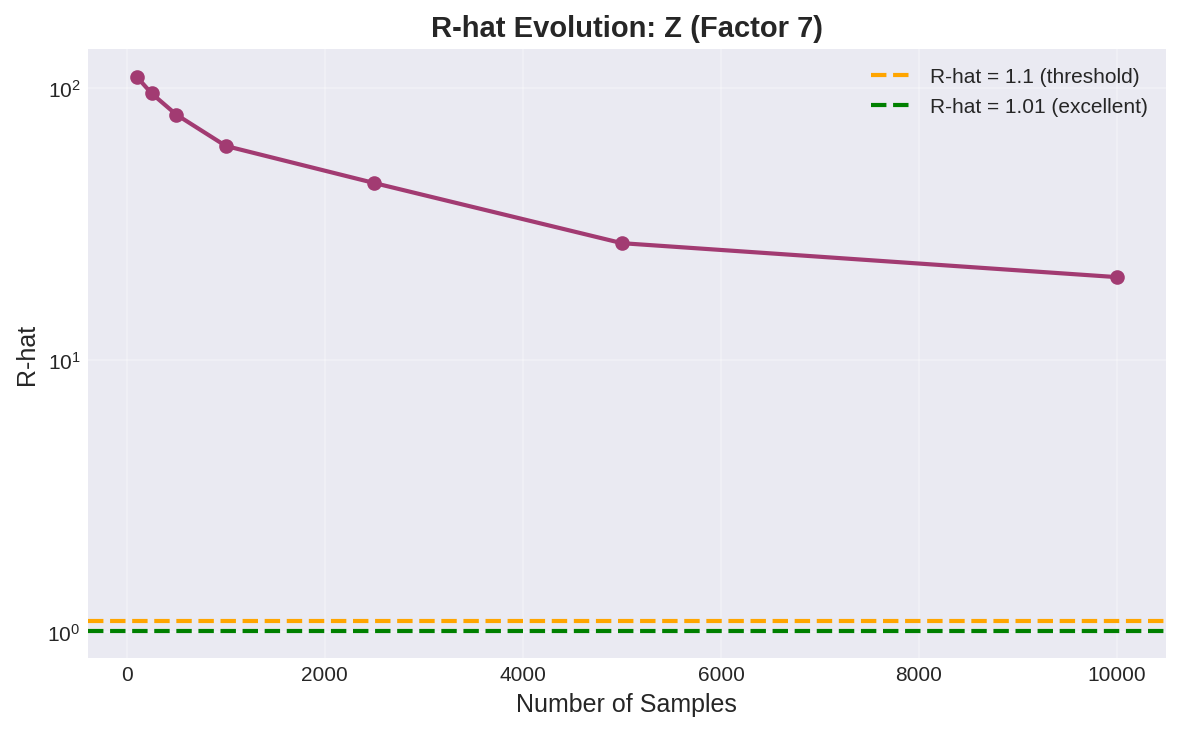 R-hat Evolution: Z (Factor 7)
R-hat = 1.1 (threshold)
R-hat = 1.01 (excellent)
10²
10¹
10⁰
R-hat
0 2000 4000 6000 8000 10000
Number of Samples